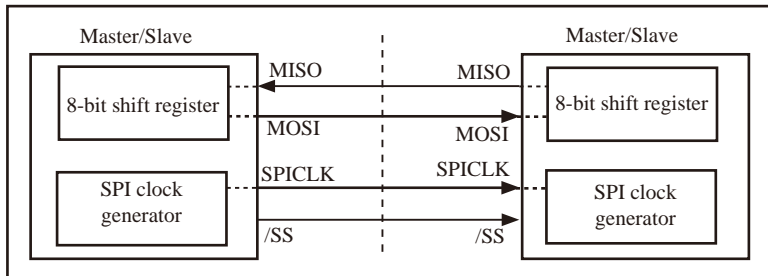 Master/Slave
Master/Slave
MISO
MISO
8-bit shift register
8-bit shift register
MOSI
MOSI
SPICLK
SPICLK
SPI clock
generator
SPI clock
generator
/SS
/SS